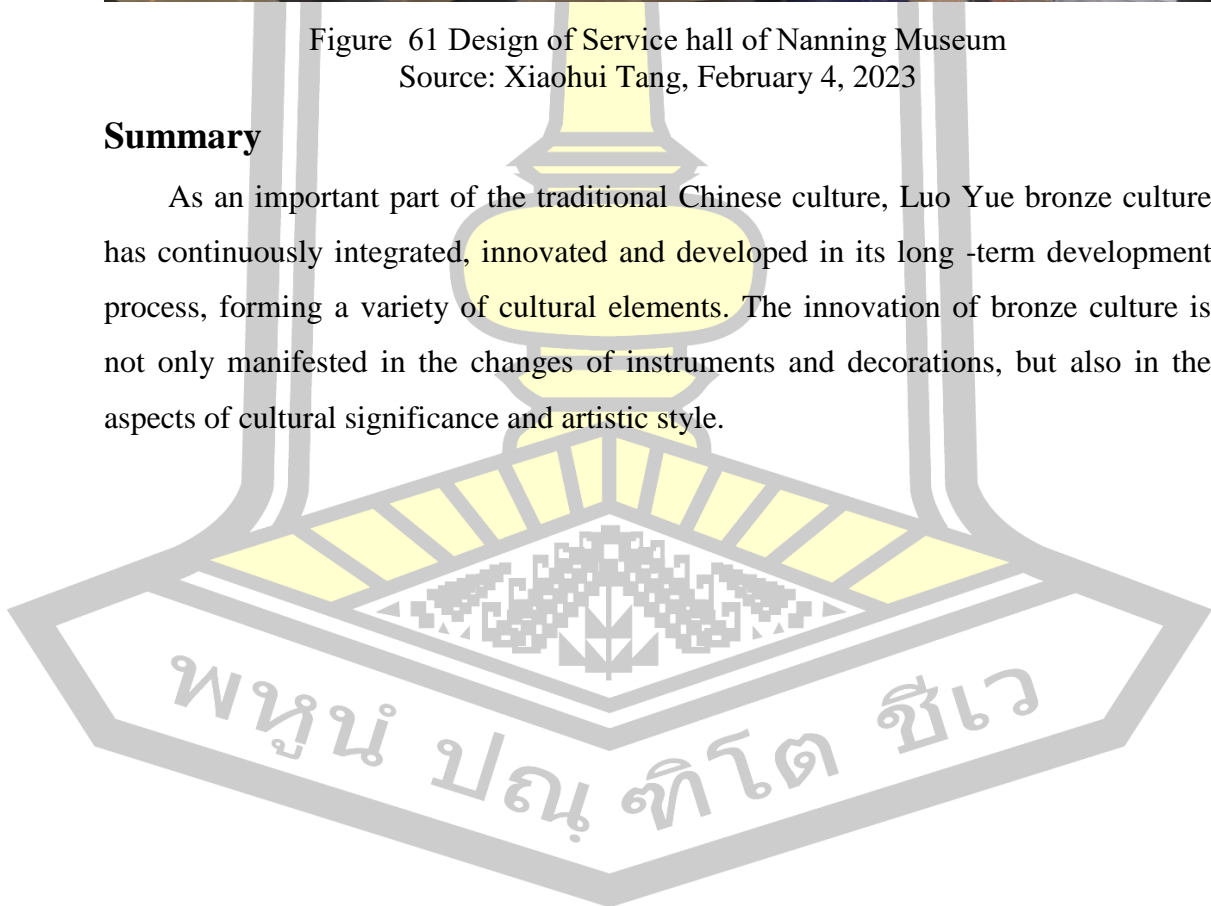 Figure  61 Design of Service hall of Nanning Museum
Source: Xiaohui Tang, February 4, 2023
Summary
As an important part of the traditional Chinese culture, Luo Yue bronze culture
has continuously integrated, innovated and developed in its long -term development
process, forming a variety of cultural elements. The innovation of bronze culture is
not only manifested in the changes of instruments and decorations, but also in the
aspects of cultural significance and artistic style.
พหูนํ ปณฺฑิโต ชีเว